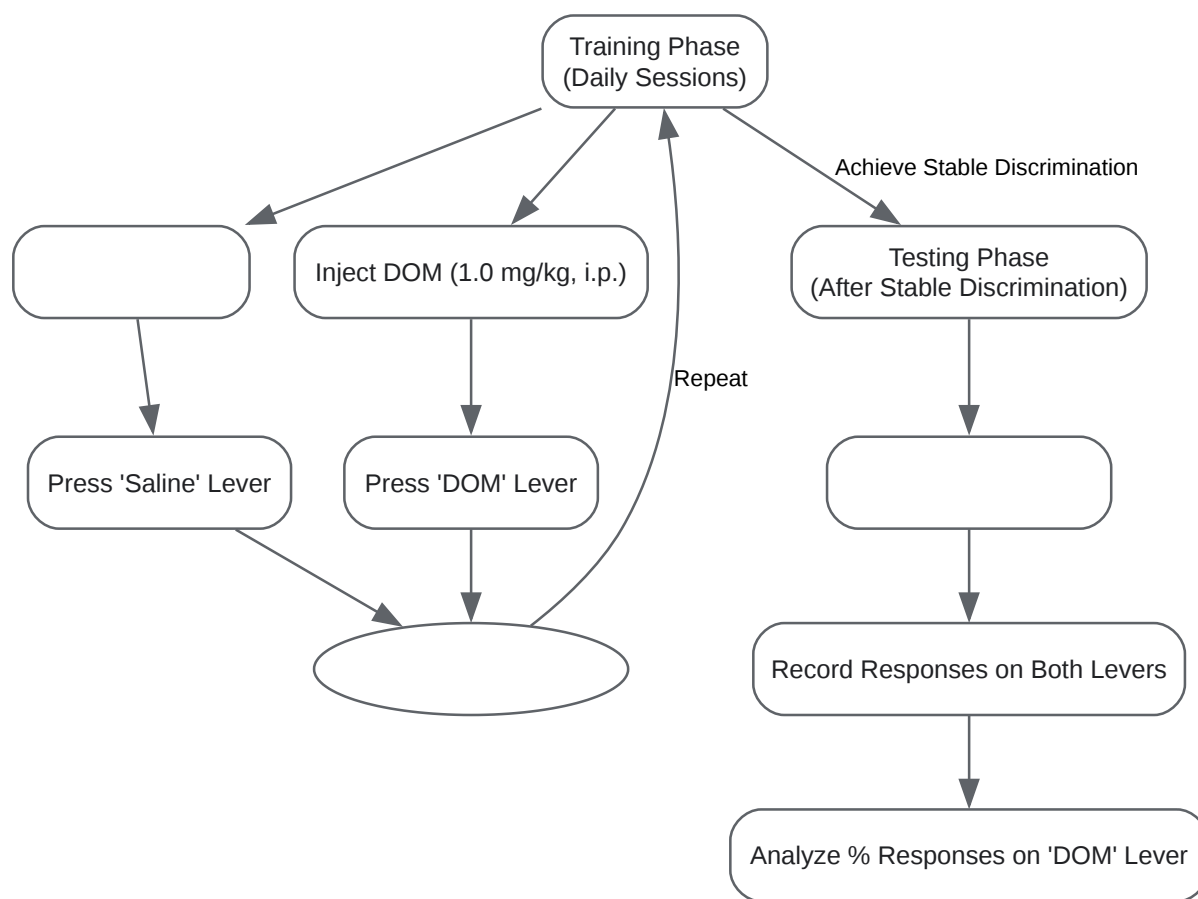 Training Phase
(Daily Sessions)
Achieve Stable Discrimination
Inject DOM (1.0 mg/kg, i.p.)
Testing Phase
(After Stable Discrimination)
Repeat
Press 'Saline' Lever
Press 'DOM' Lever
Record Responses on Both Levers
Analyze % Responses on 'DOM' Lever